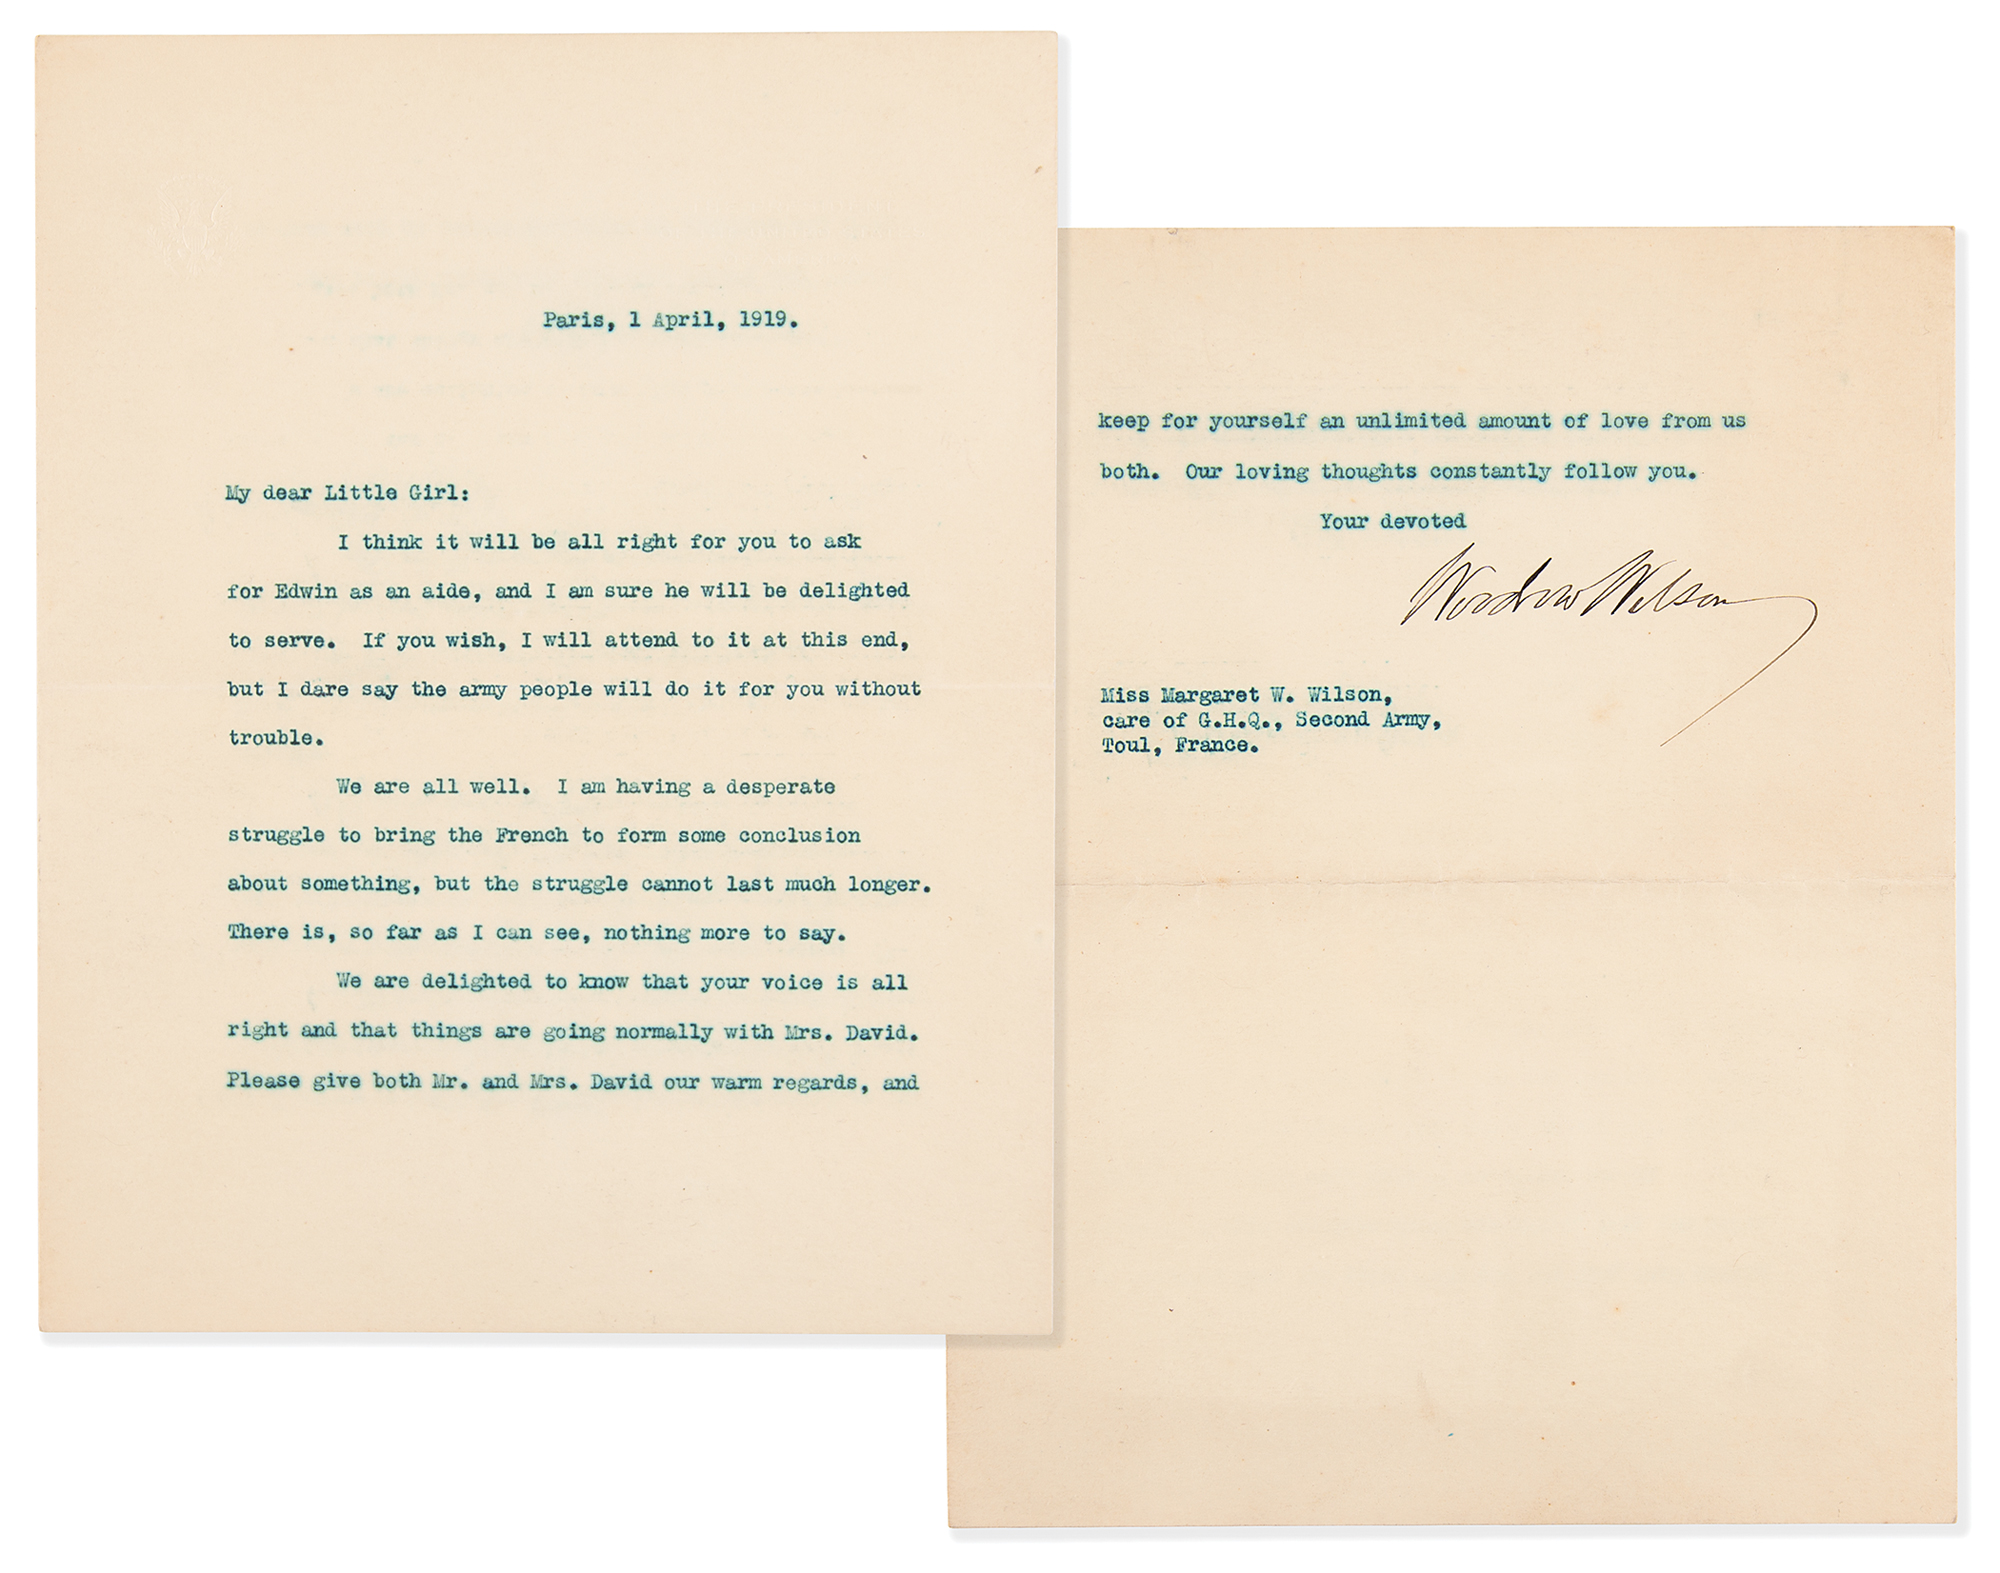 Paris, 1 April, 1919.
My dear Little Girl:
I think it will be all right for you to ask
for Edwin as an aide, and I am sure he will be delighted
to serve.  If you wish, I will attend to it at this end,
but I dare say the army people will do it for you without
trouble.
We are all well.  I am having a desperate
struggle to bring the French to form some conclusion
about something, but the struggle cannot last much longer.
There is, so far as I can see, nothing more to say.
We are delighted to know that your voice is all
right and that things are going normally with Mrs. David.
Please give both Mr. and Mrs. David our warm regards, and
keep for yourself an unlimited amount of love from us
both.  Our loving thoughts constantly follow you.
Your devoted
Woodrow Wilson
Miss Margaret W. Wilson,
care of G.H.Q., Second Army,
Toul, France.